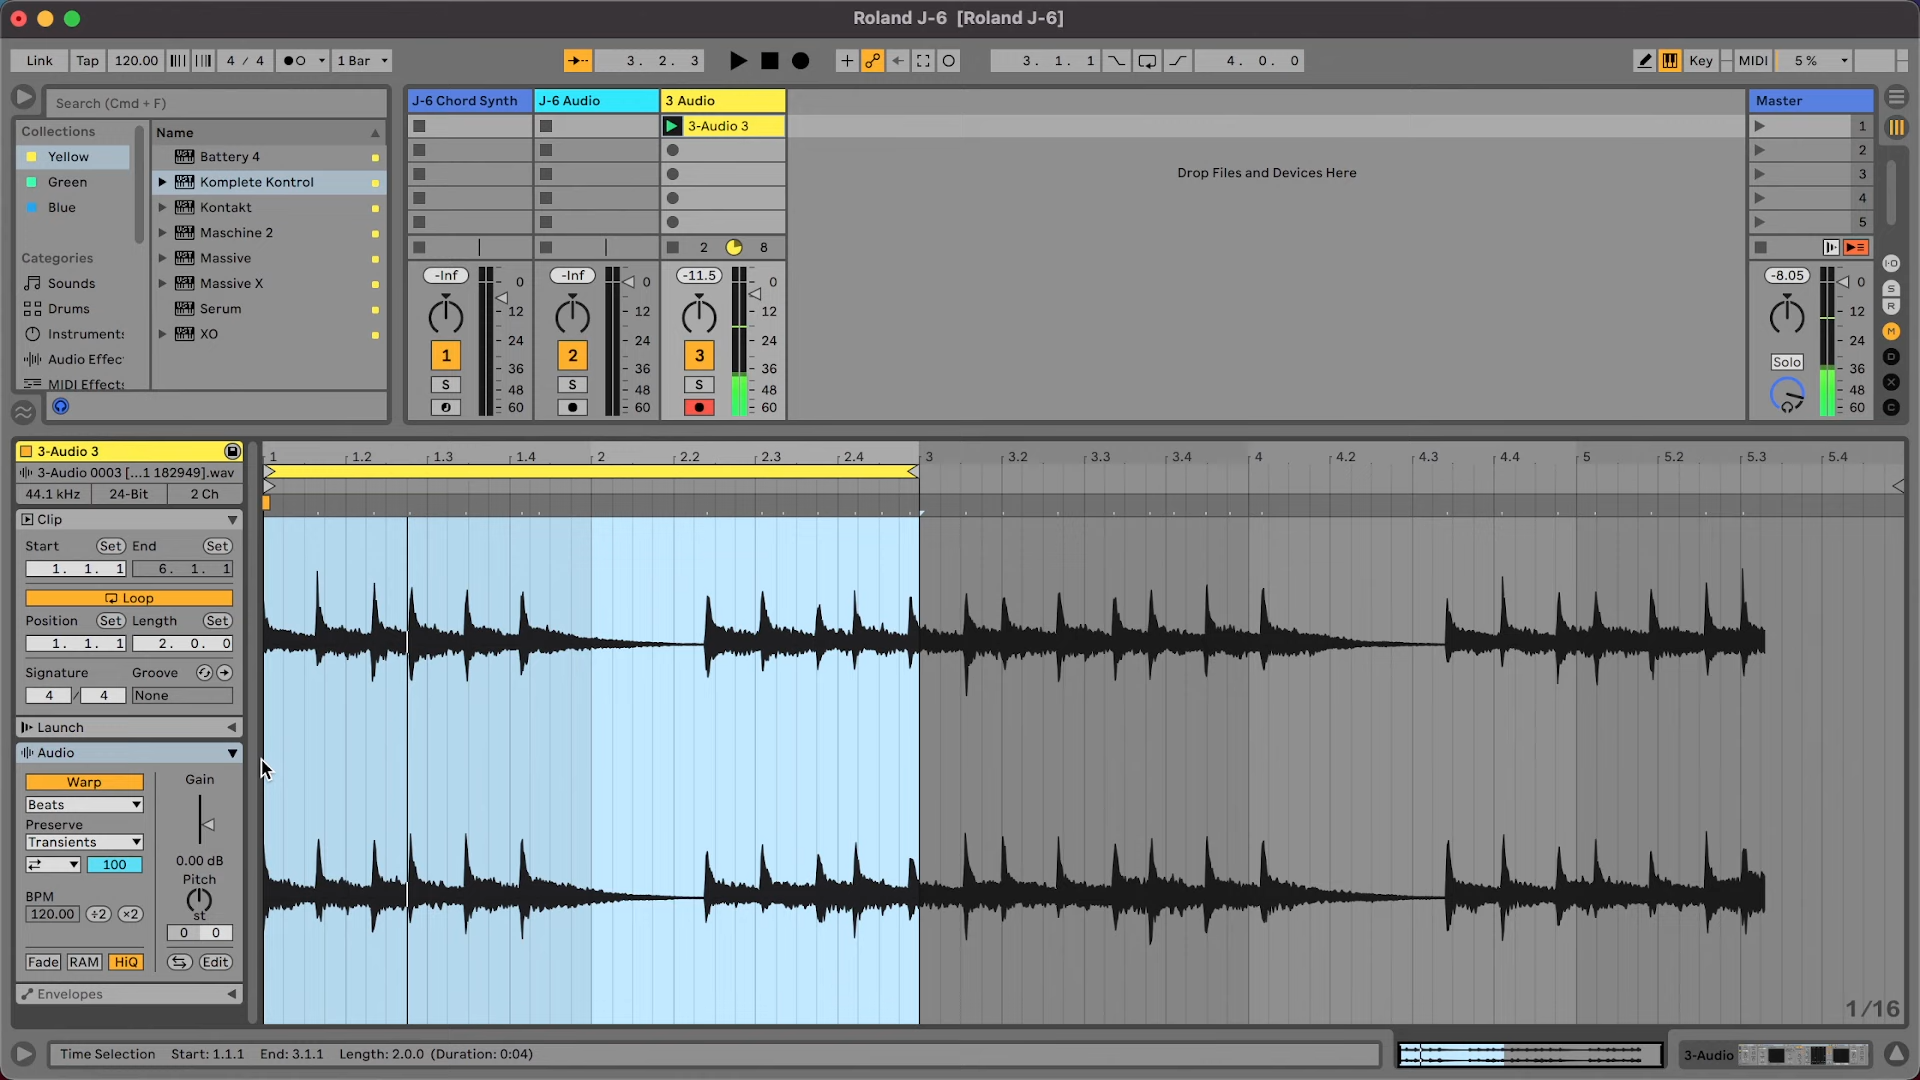 Roland J-6 [Roland J-6]
Link Tap 120.00 4 / 4 1 Bar 3. 2. 3 3. 1. 1 4. 0. 0 Key MIDI 5 %
Search (Cmd + F)
Collections
Yellow
Green
Blue
Categories
Sounds
Drums
Instruments
Audio Effec
MIDI Effects
Name
Battery 4
Komplete Kontrol
Kontakt
Maschine 2
Massive
Massive X
Serum
XO
J-6 Chord Synth J-6 Audio 3 Audio Master
3-Audio 3 1
2
Drop Files and Devices Here
3
4
5
2 8
-Inf -Inf -11.5 -8.05
0 0 0 0
12 12 12 12
24 24 24 24
1 2 3 Solo
36 36 36 36
S S S
48 48 48 48
60 60 60 60
I·O
S
R
M
D
X
C
3-Audio 3
3-Audio 0003 [...1 182949].wav
44.1 kHz 24-Bit 2 Ch
Clip
Start Set End Set
1. 1. 1 6. 1. 1
Loop
Position Set Length Set
1. 1. 1 2. 0. 0
Signature Groove
4 / 4 None
Launch
Audio
Warp Gain
Beats
Preserve
Transients
100 0.00 dB
Pitch
BPM st
120.00 ÷2 ×2
0 0
Fade RAM HiQ Edit
Envelopes
1 1.2 1.3 1.4 2 2.2 2.3 2.4 3 3.2 3.3 3.4 4 4.2 4.3 4.4 5 5.2 5.3 5.4
1/16
Time Selection Start: 1.1.1 End: 3.1.1 Length: 2.0.0 (Duration: 0:04)
3-Audio